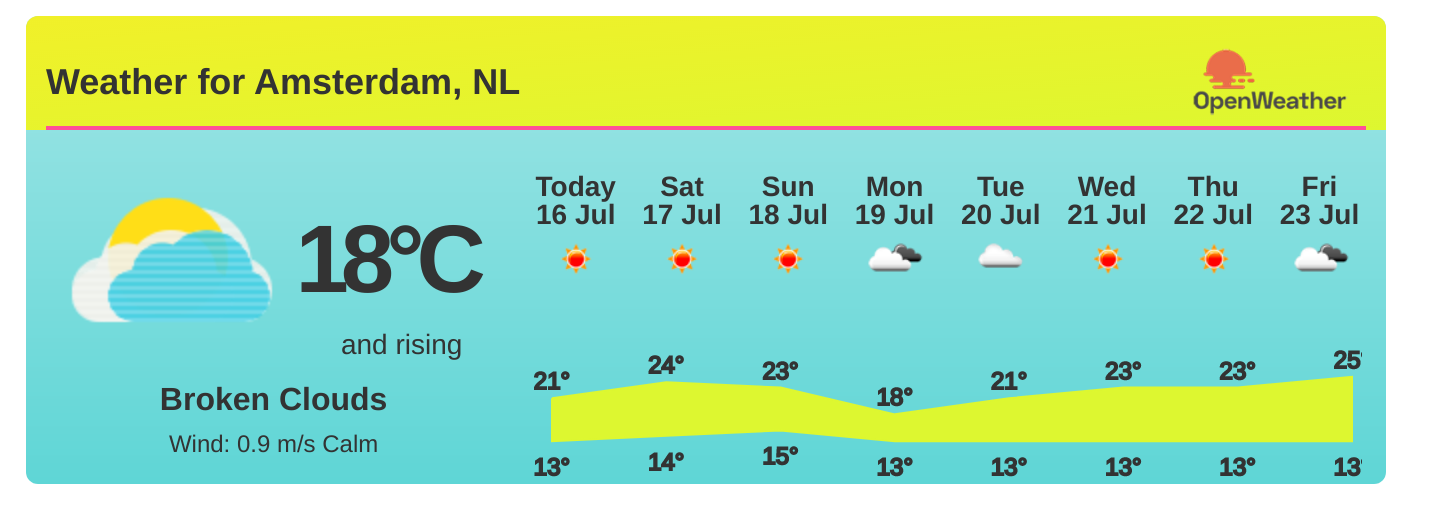 Weather for Amsterdam, NL
OpenWeather
Today Sat Sun Mon Tue Wed Thu Fri
16 Jul 17 Jul 18 Jul 19 Jul 20 Jul 21 Jul 22 Jul 23 Jul
18°C
and rising
Broken Clouds
Wind: 0.9 m/s Calm
21° 24° 23° 18° 21° 23° 23° 25°
13° 14° 15° 13° 13° 13° 13° 13°